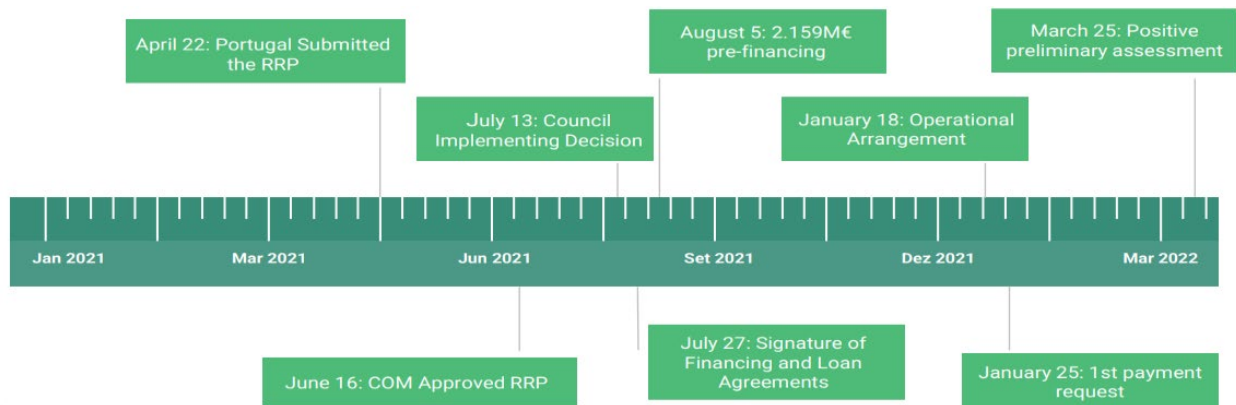 April 22: Portugal Submitted
the RRP
August 5: 2.159M€
pre-financing
March 25: Positive
preliminary assessment
July 13: Council
Implementing Decision
January 18: Operational
Arrangement
Jan 2021
Mar 2021
Jun 2021
Set 2021
Dez 2021
Mar 2022
June 16: COM Approved RRP
July 27: Signature of
Financing and Loan
Agreements
January 25: 1st payment
request